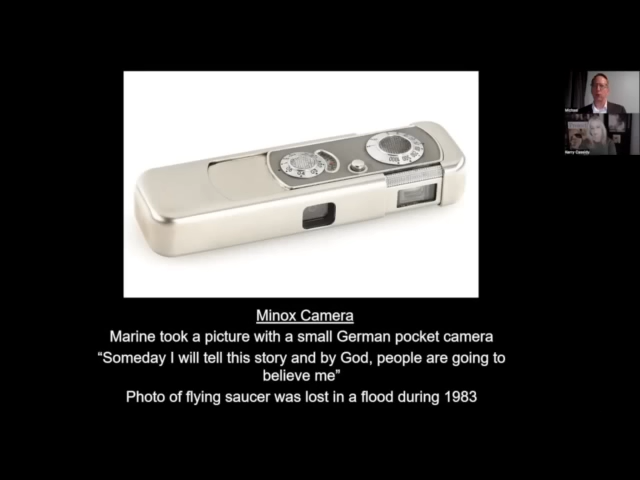 Minox Camera
Marine took a picture with a small German pocket camera
“Someday I will tell this story and by God, people are going to
believe me”
Photo of flying saucer was lost in a flood during 1983
Michael